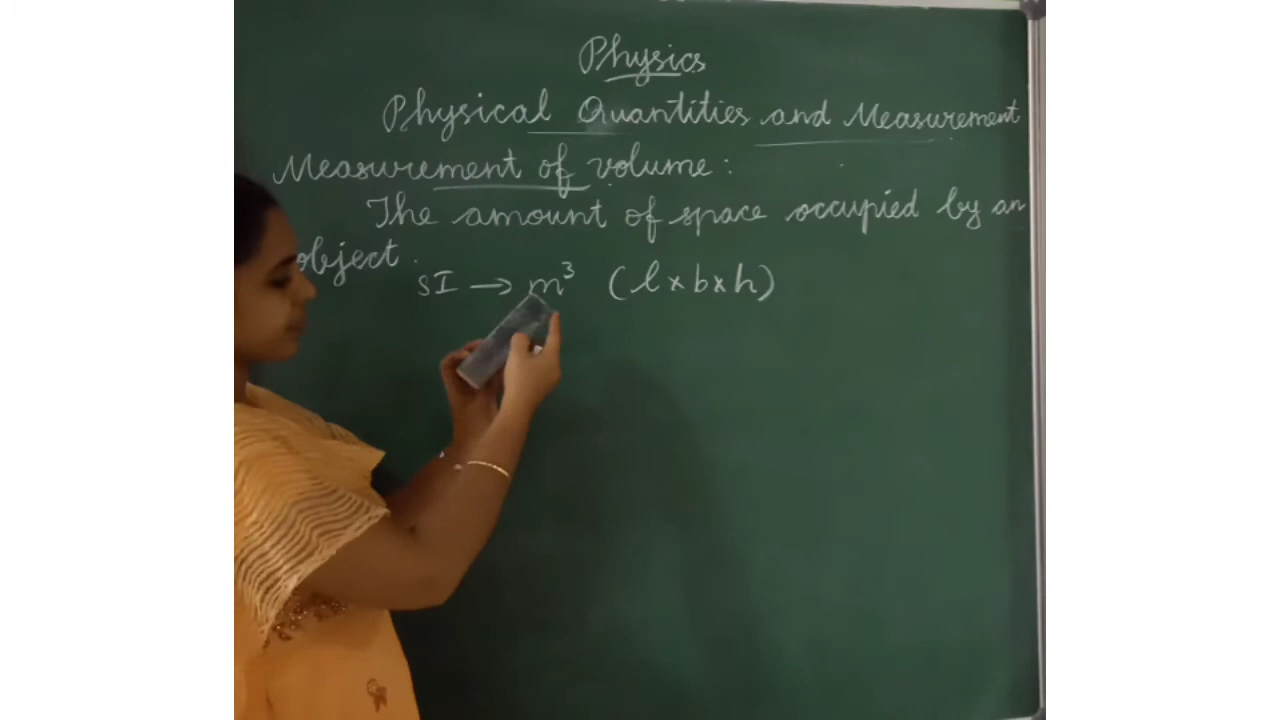 Physics
Physical Quantities and Measurement
Measurement of volume:
The amount of space occupied by an
object.
SI → m³ (l×b×h)